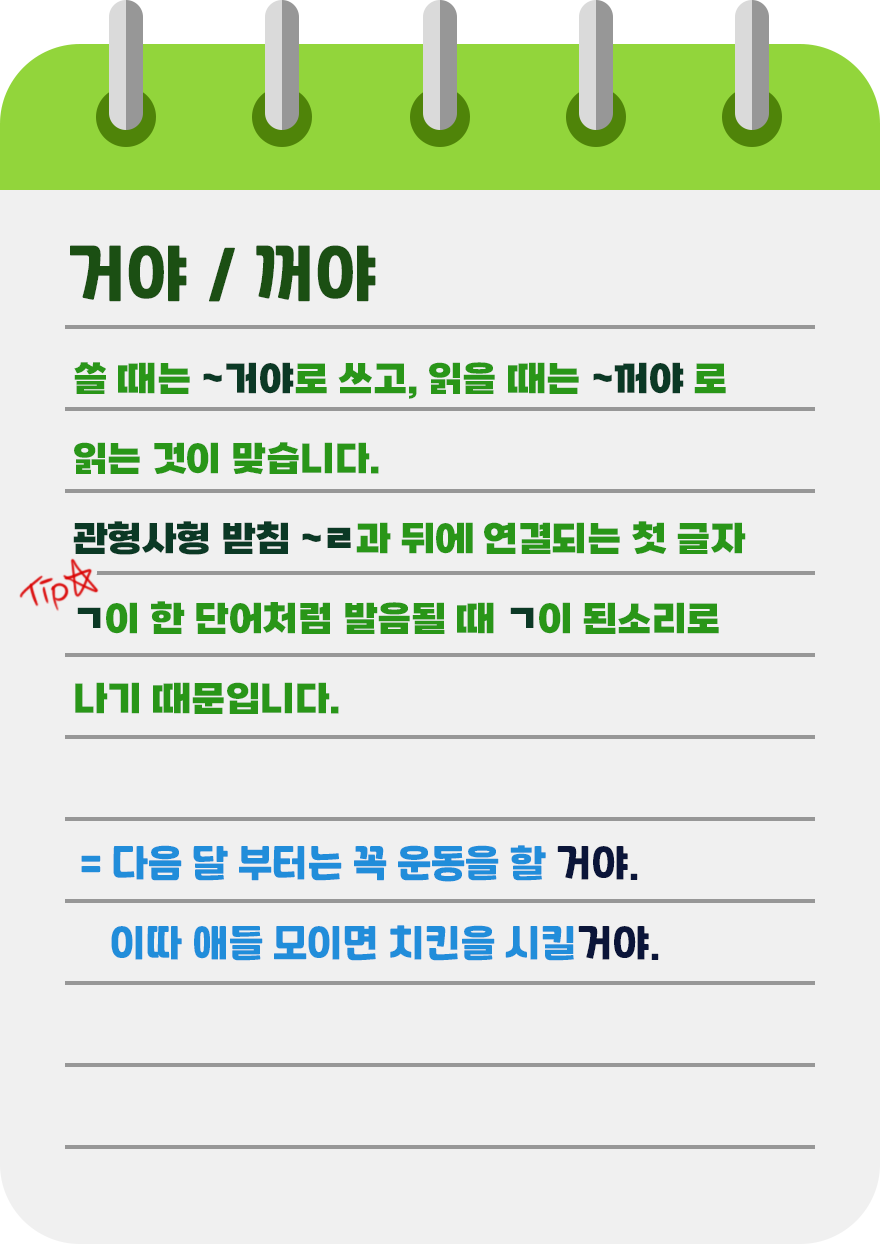 거야 / 꺼야
쓸 때는 ~거야로 쓰고, 읽을 때는 ~꺼야 로
읽는 것이 맞습니다.
관형사형 받침 ~ㄹ과 뒤에 연결되는 첫 글자
Tip☆
ㄱ이 한 단어처럼 발음될 때 ㄱ이 된소리로
나기 때문입니다.
= 다음 달 부터는 꼭 운동을 할 거야.
이따 애들 모이면 치킨을 시킬거야.